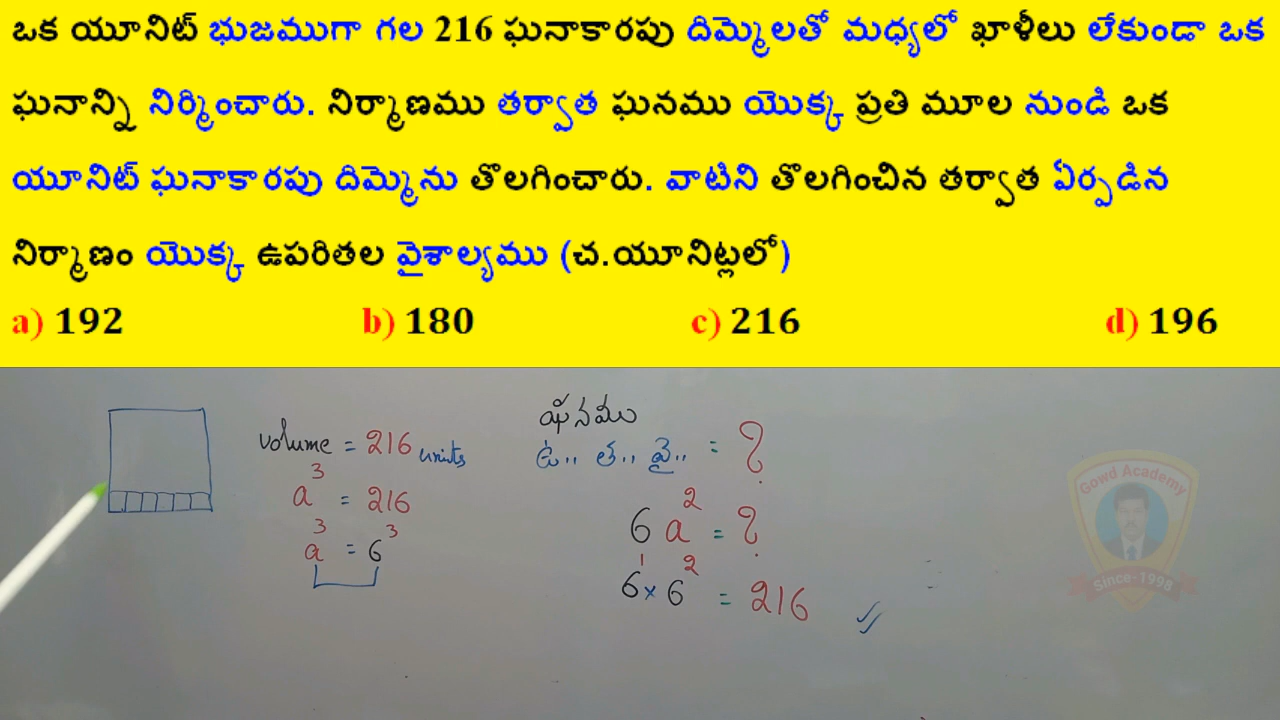 ఒక యూనిట్ భుజముగా గల 216 ఘనాకారపు దిమ్మెలతో మధ్యలో ఖాళీలు లేకుండా ఒక
ఘనాన్ని నిర్మించారు. నిర్మాణము తర్వాత ఘనము యొక్క ప్రతి మూల నుండి ఒక
యూనిట్ ఘనాకారపు దిమ్మెను తొలగించారు. వాటిని తొలగించిన తర్వాత ఏర్పడిన
నిర్మాణం యొక్క ఉపరితల వైశాల్యము (చ.యూనిట్లలో)
a) 192 b) 180 c) 216 d) 196
volume = 216 units
a³ = 216
a³ = 6³
ఘనము
ఉ.. త.. వై.. = ?
6a² = ?
6¹ × 6² = 216
Gowd Academy
Since-1998